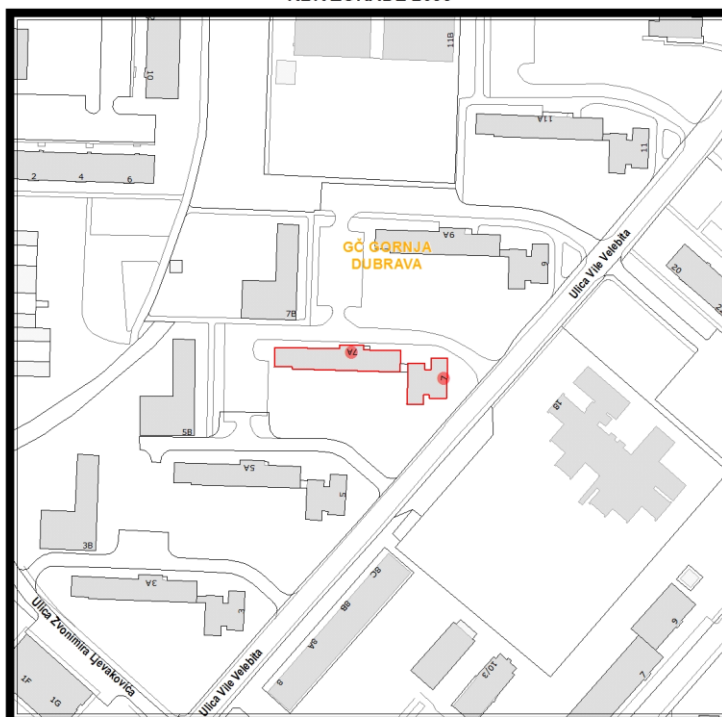 11B
10
11A
11
2 4 6
9A
GČ GORNJA
DUBRAVA
9
Ulica Vile Velebita
20
7B
7A
7
5B
1B
5A
5
3B
8C
3A
8B
3
Ulica Zvonimira Ljevakovića
8A
6
1F
1G
8
10/3
7
Ulica Vile Velebita